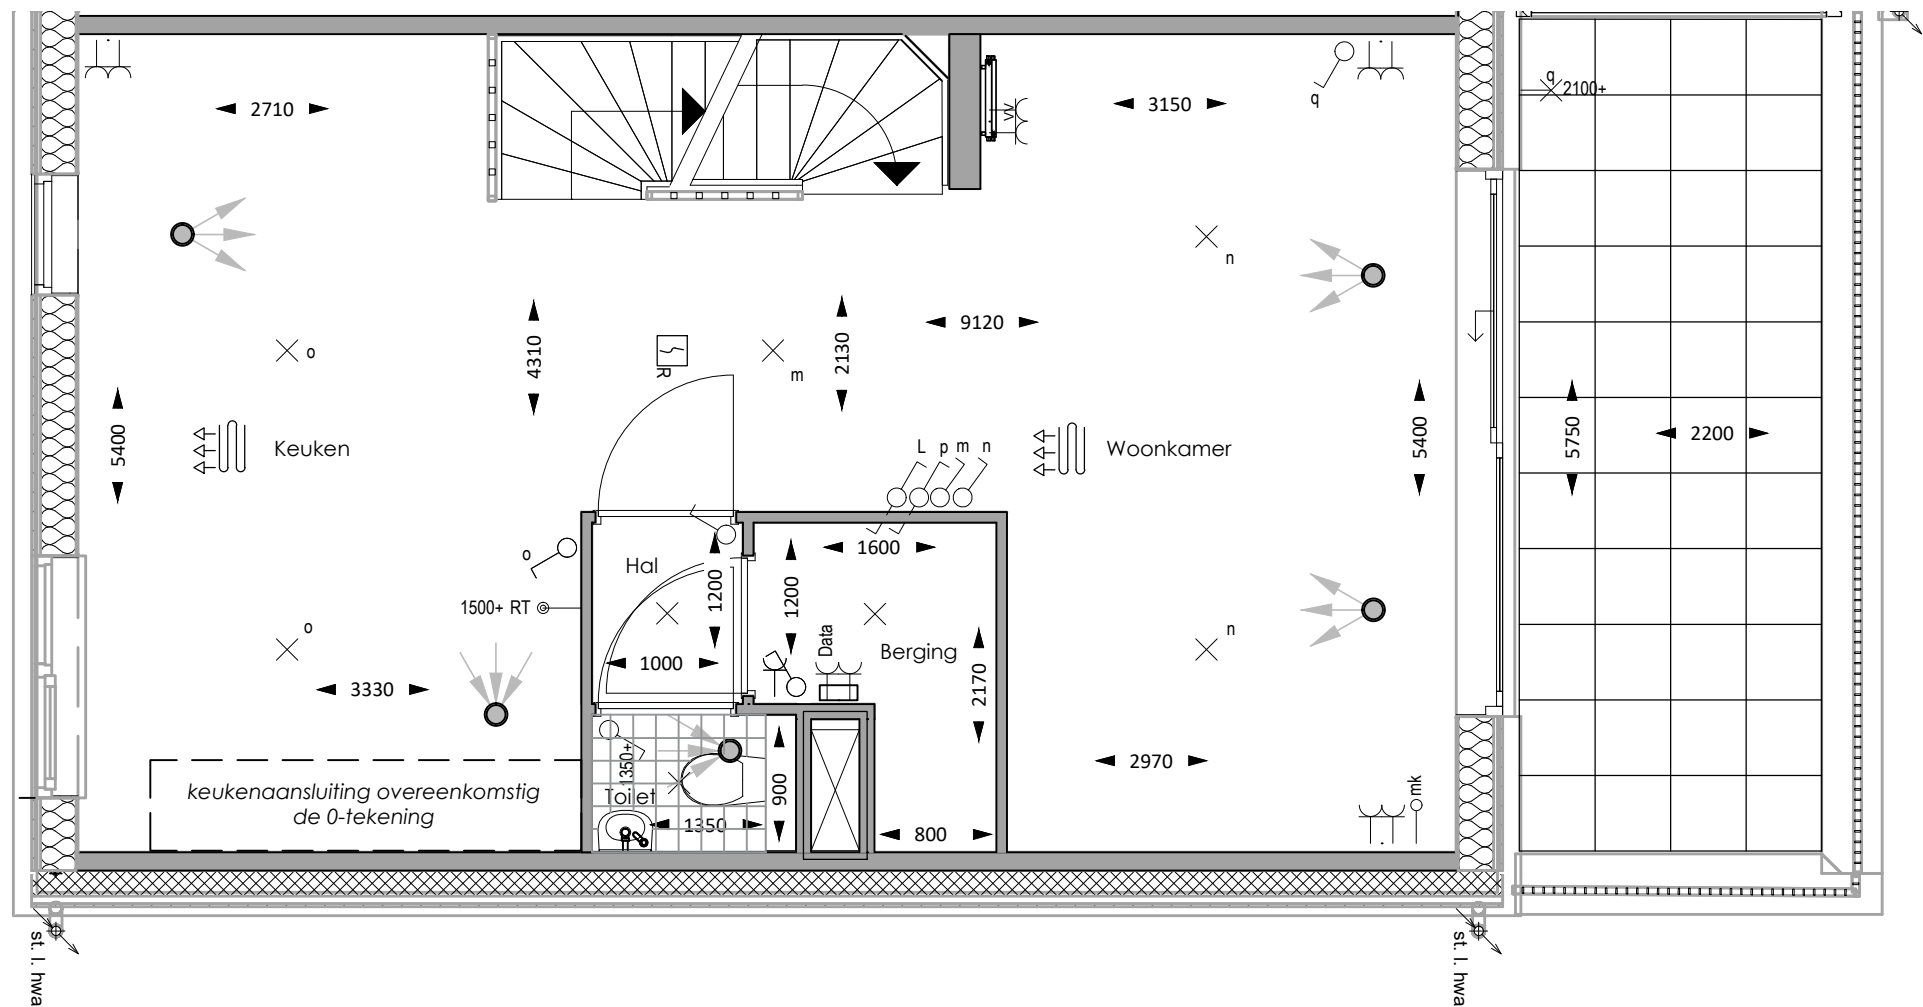 2710
3150
q
q
2100+
VV
n
9120
4310
2130
o
m
R
5400
Keuken
L p m n
Woonkamer
5400
5750
2200
o
Hal
1600
1200
1200
1500+ RT
o
n
Data
Berging
1000
2170
3330
2970
1350+
keukenaansluiting overeenkomstig
de 0-tekening
Toilet
900
1350
800
mk
st. l. hwa
st. l. hwa